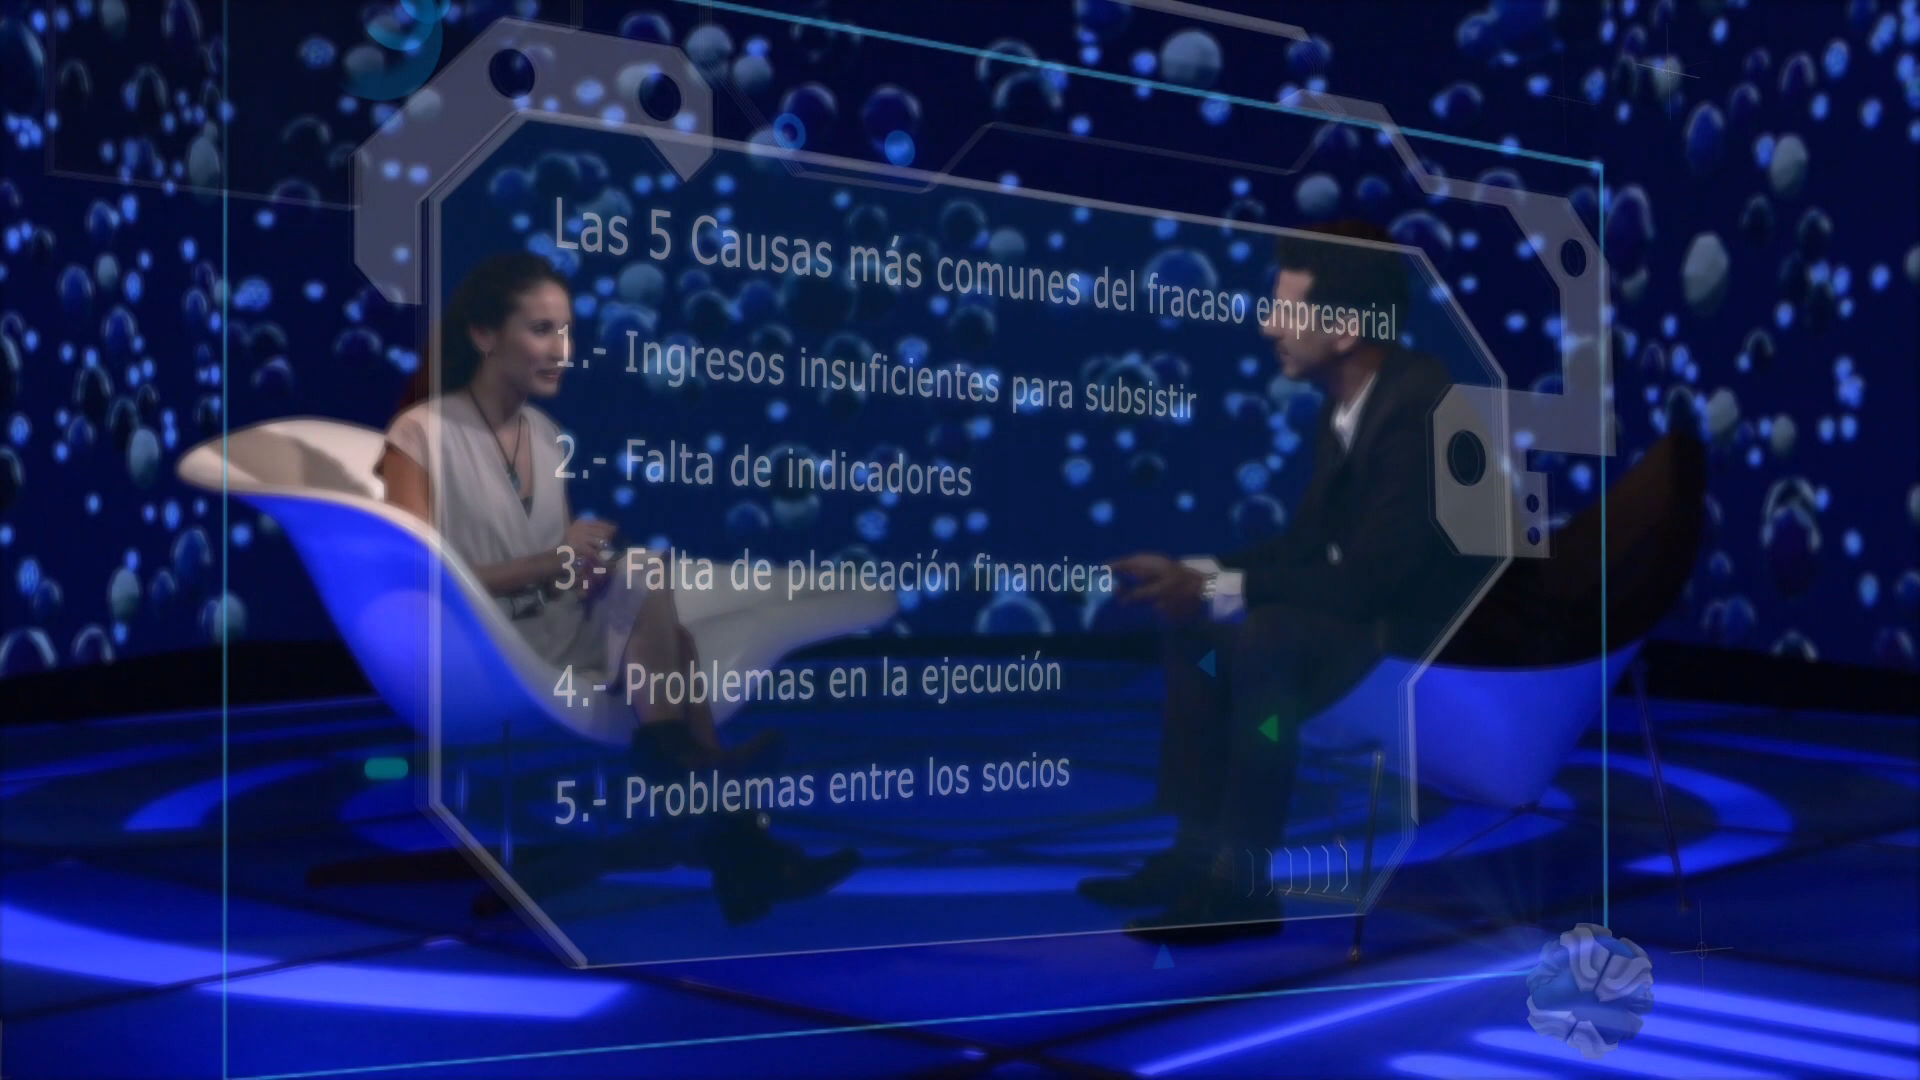 Las 5 Causas más comunes del fracaso empresarial
1.- Ingresos insuficientes para subsistir
2.- Falta de indicadores
3.- Falta de planeación financiera
4.- Problemas en la ejecución
5.- Problemas entre los socios